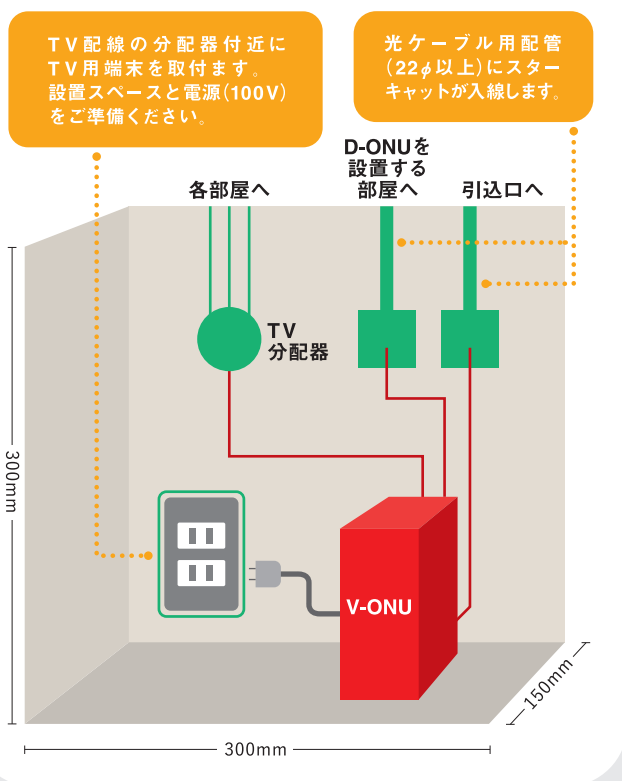 TV配線の分配器付近に
TV用端末を取付ます。
設置スペースと電源(100V)
をご準備ください。
光ケーブル用配管
(22φ以上)にスター
キャットが入線します。
各部屋へ
D-ONUを
設置する
部屋へ
引込口へ
TV
分配器
300mm
V-ONU
150mm
300mm